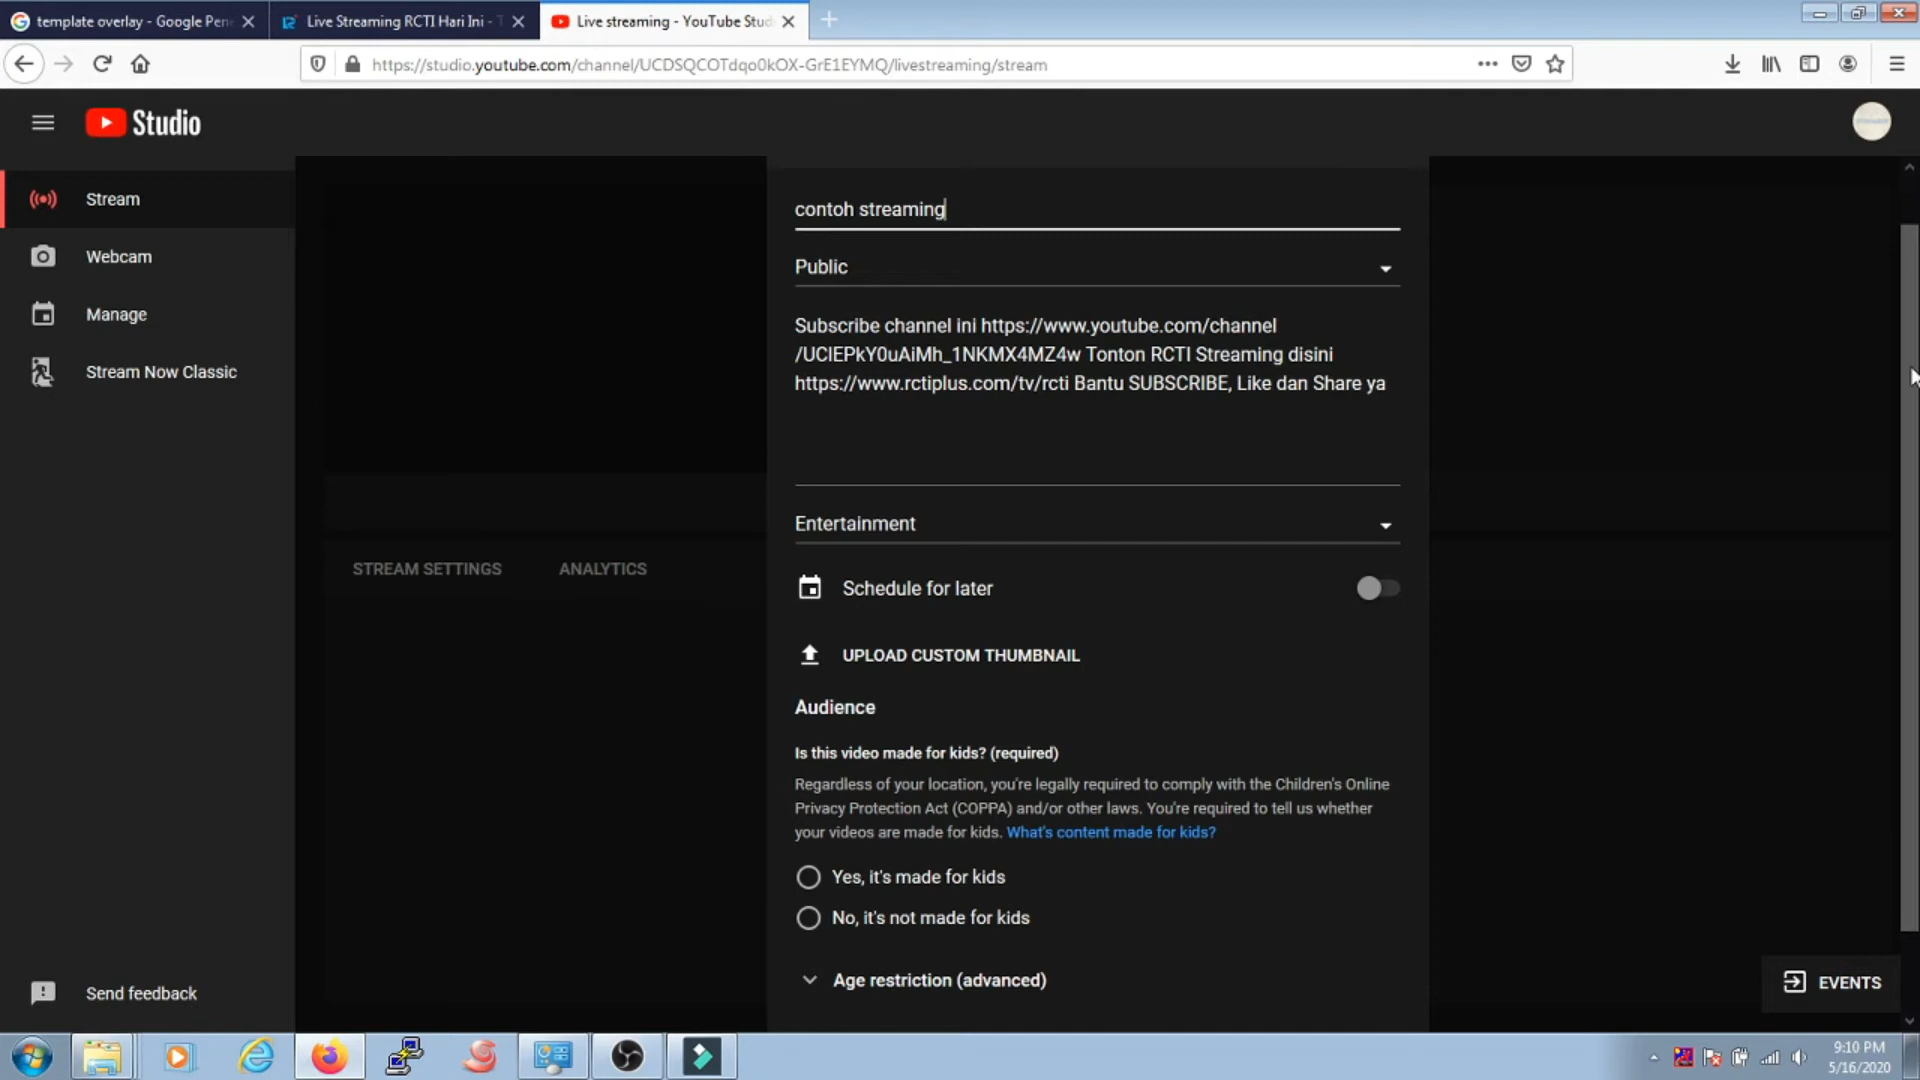 template overlay - Google Pen
Live Streaming RCTI Hari Ini - T
Live streaming - YouTube Stud
https://studio.youtube.com/channel/UCDSQCOTdqo0kOX-GrE1EYMQ/livestreaming/stream
Studio
Stream
Webcam
Manage
Stream Now Classic
contoh streaming
Public
Subscribe channel ini https://www.youtube.com/channel
/UCIEPkY0uAiMh_1NKMX4MZ4w Tonton RCTI Streaming disini
https://www.rctiplus.com/tv/rcti Bantu SUBSCRIBE, Like dan Share ya
Entertainment
STREAM SETTINGS
ANALYTICS
Schedule for later
UPLOAD CUSTOM THUMBNAIL
Audience
Is this video made for kids? (required)
Regardless of your location, you're legally required to comply with the Children's Online
Privacy Protection Act (COPPA) and/or other laws. You're required to tell us whether
your videos are made for kids. What's content made for kids?
Yes, it's made for kids
No, it's not made for kids
Age restriction (advanced)
Send feedback
EVENTS
9:10 PM
5/16/2020